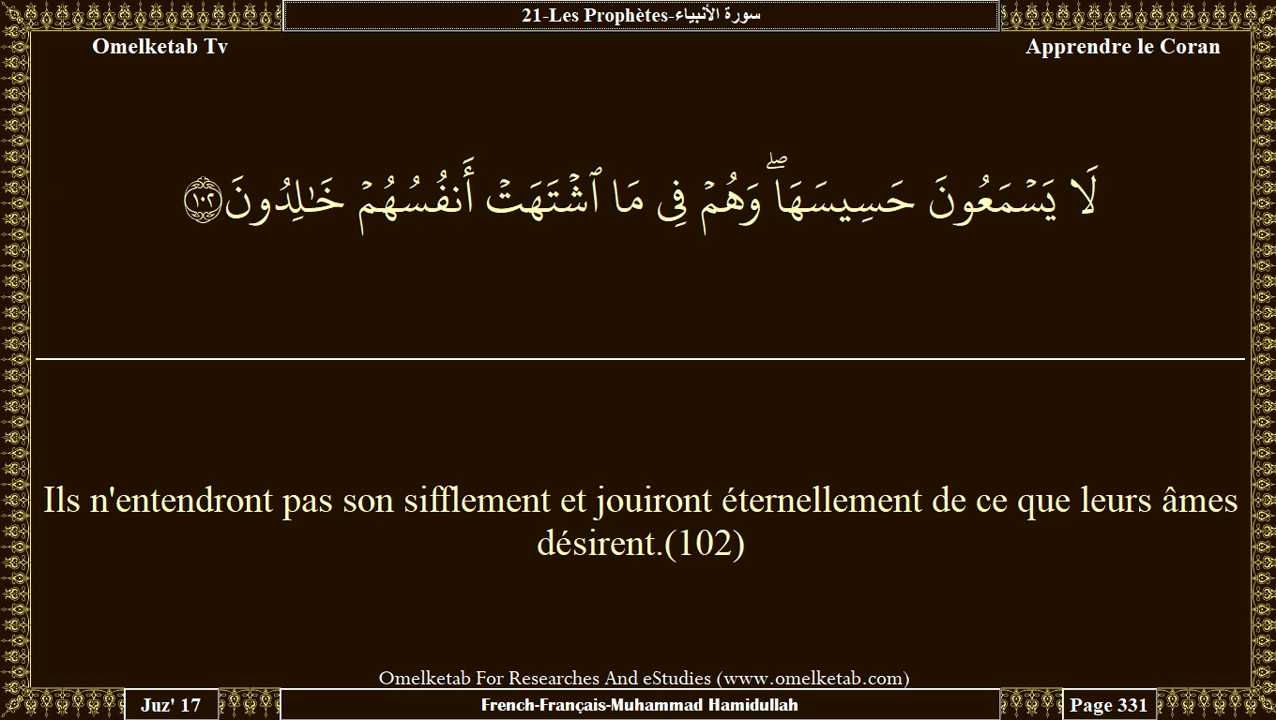 21-Les Prophètes-سورة الأنبياء
Omelketab Tv
Apprendre le Coran
لَا يَسۡمَعُونَ حَسِيسَهَاۖ وَهُمۡ فِي مَا ٱشۡتَهَتۡ أَنفُسُهُمۡ خَٰلِدُونَ ١٠٢
Ils n'entendront pas son sifflement et jouiront éternellement de ce que leurs âmes
désirent.(102)
Omelketab For Researches And eStudies (www.omelketab.com)
Juz' 17
French-Français-Muhammad Hamidullah
Page 331